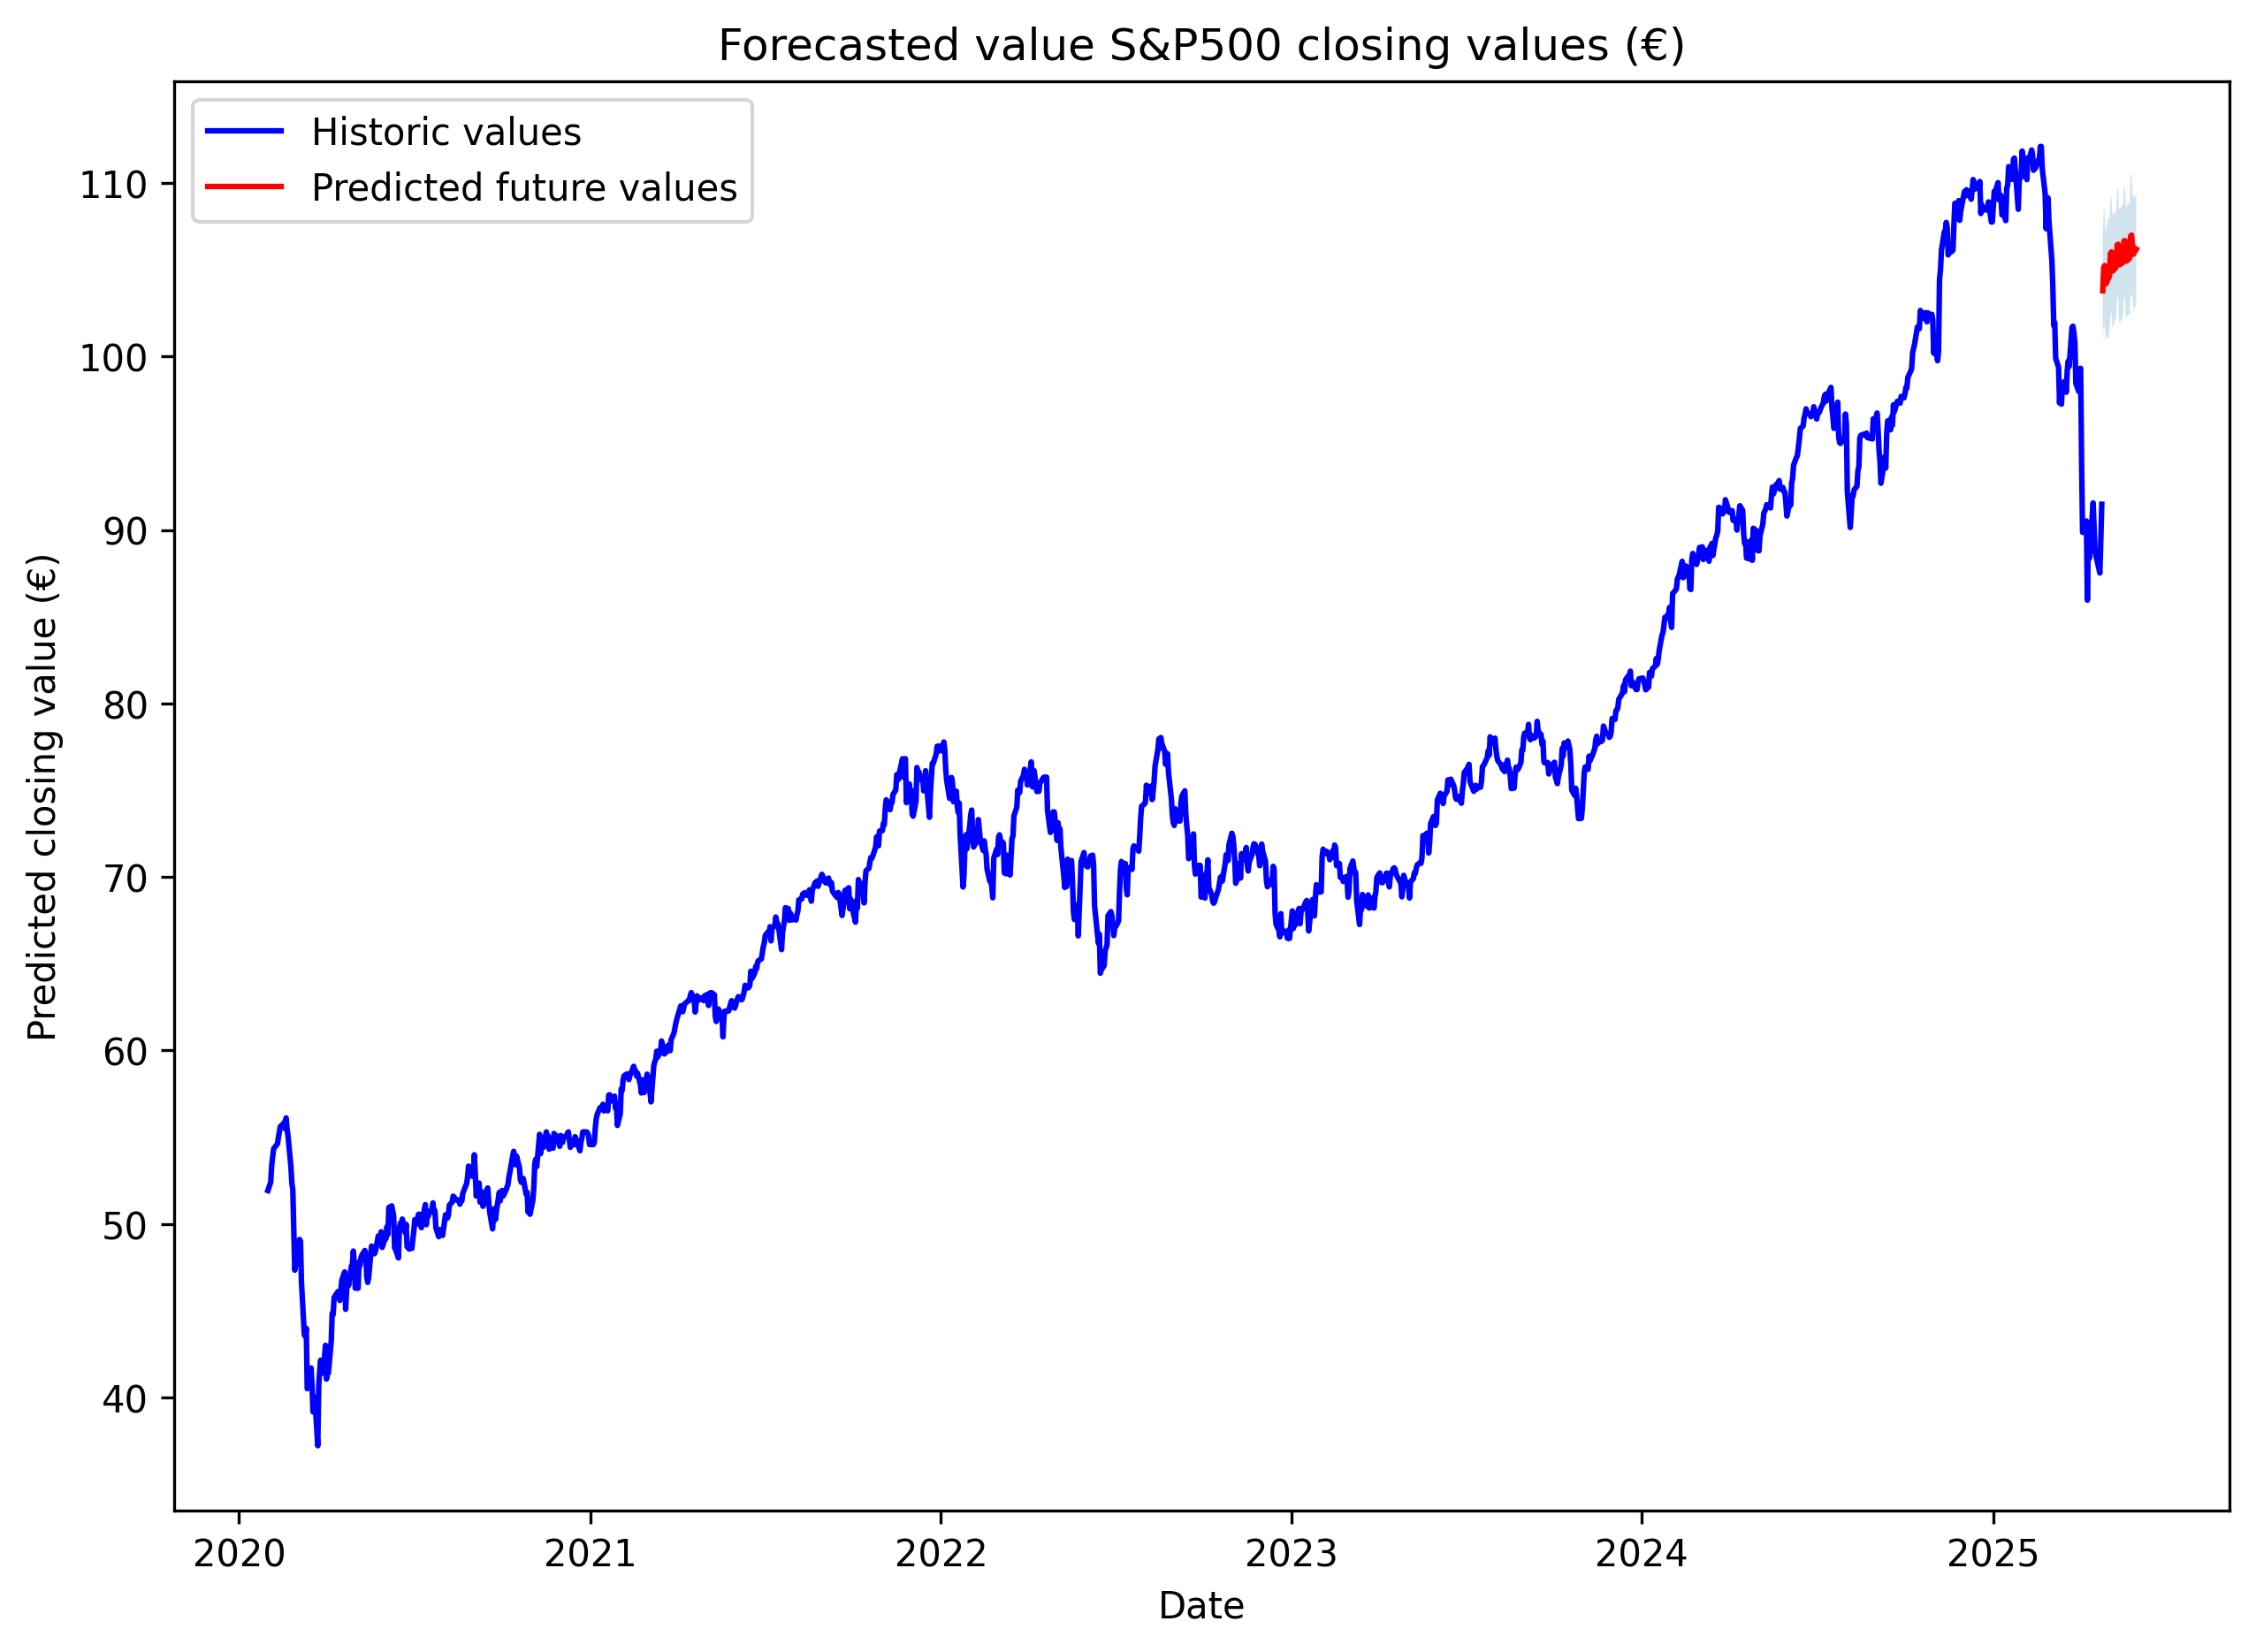 Forecasted value S&P500 closing values (€)
Historic values
Predicted future values
Predicted closing value (€)
110
100
90
80
70
60
50
40
2020
2021
2022
2023
2024
2025
Date